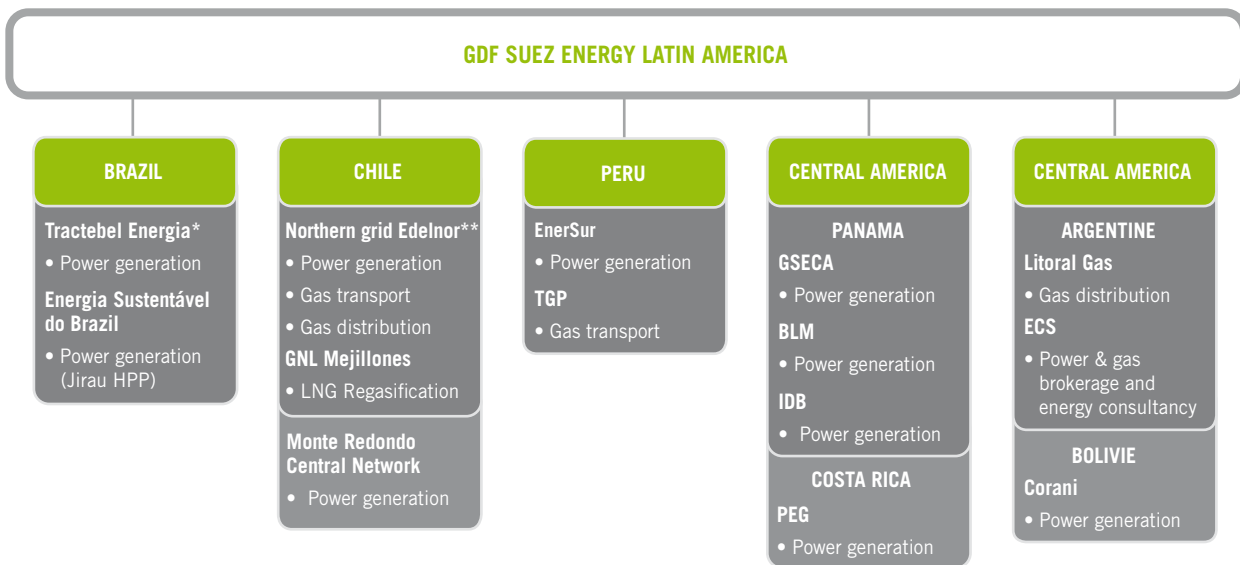 GDF SUEZ ENERGY LATIN AMERICA
BRAZIL
Tractebel Energia*
• Power generation
Energia Sustentável
do Brazil
• Power generation
(Jirau HPP)
CHILE
Northern grid Edelnor**
• Power generation
• Gas transport
• Gas distribution
GNL Mejillones
• LNG Regasification
Monte Redondo
Central Network
• Power generation
PERU
EnerSur
• Power generation
TGP
• Gas transport
CENTRAL AMERICA
PANAMA
GSECA
• Power generation
BLM
• Power generation
IDB
• Power generation
COSTA RICA
PEG
• Power generation
CENTRAL AMERICA
ARGENTINE
Litoral Gas
• Gas distribution
ECS
• Power & gas
brokerage and
energy consultancy
BOLIVIE
Corani
• Power generation